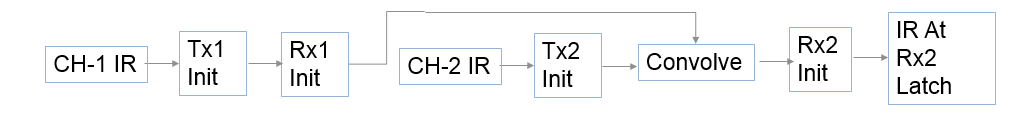 CH-1 IR
Tx1
Init
Rx1
Init
CH-2 IR
Tx2
Init
Convolve
Rx2
Init
IR At
Rx2
Latch